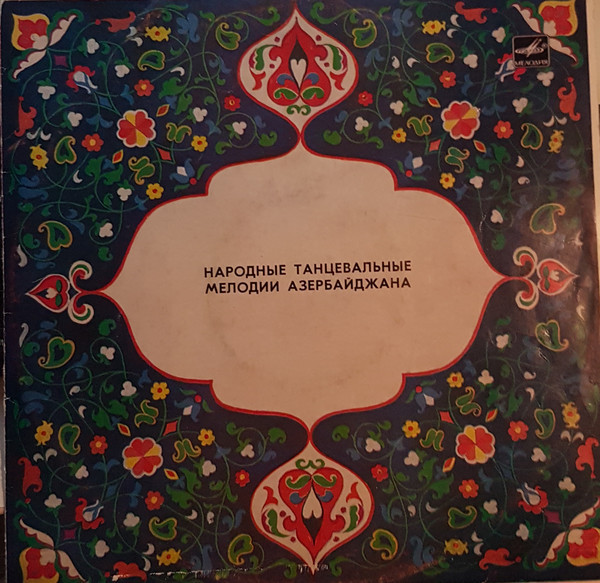 МЕЛОДИЯ
НАРОДНЫЕ ТАНЦЕВАЛЬНЫЕ
МЕЛОДИИ АЗЕРБАЙДЖАНА